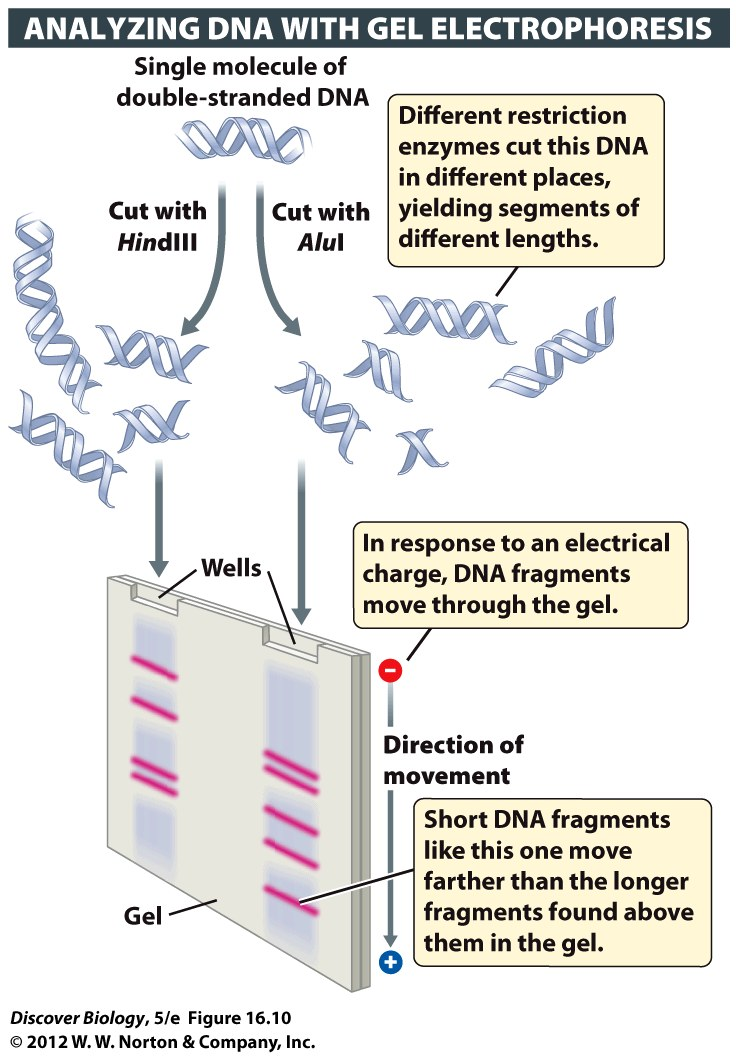 ANALYZING DNA WITH GEL ELECTROPHORESIS
Single molecule of
double-stranded DNA
Different restriction
enzymes cut this DNA
in different places,
yielding segments of
different lengths.
Cut with
HindIII
Cut with
AluI
In response to an electrical
charge, DNA fragments
move through the gel.
Wells
–
Direction of
movement
Short DNA fragments
like this one move
farther than the longer
fragments found above
them in the gel.
Gel
+
Discover Biology, 5/e Figure 16.10
© 2012 W. W. Norton & Company, Inc.